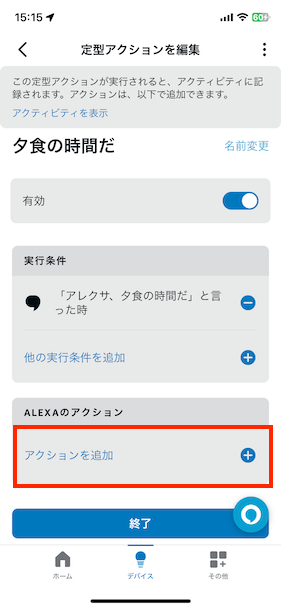 15:15
60
定型アクションを編集
この定型アクションが実行されると、アクティビティに記
録されます。アクションは、以下で追加できます。
アクティビティを表示
夕食の時間だ
名前変更
有効
実行条件
「アレクサ、夕食の時間だ」と言
った時
他の実行条件を追加
ALEXAのアクション
アクションを追加
終了
ホーム
デバイス
その他